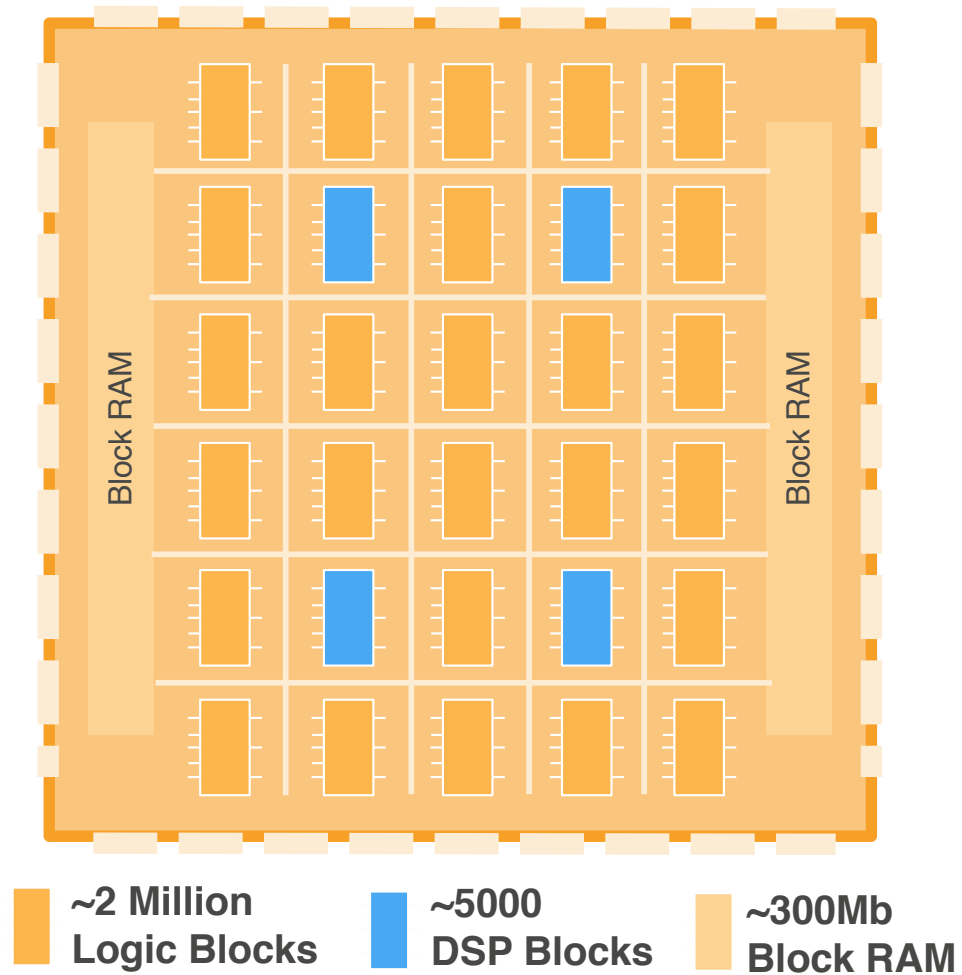 Block RAM
Block RAM
~2 Million
Logic Blocks
~5000
DSP Blocks
~300Mb
Block RAM